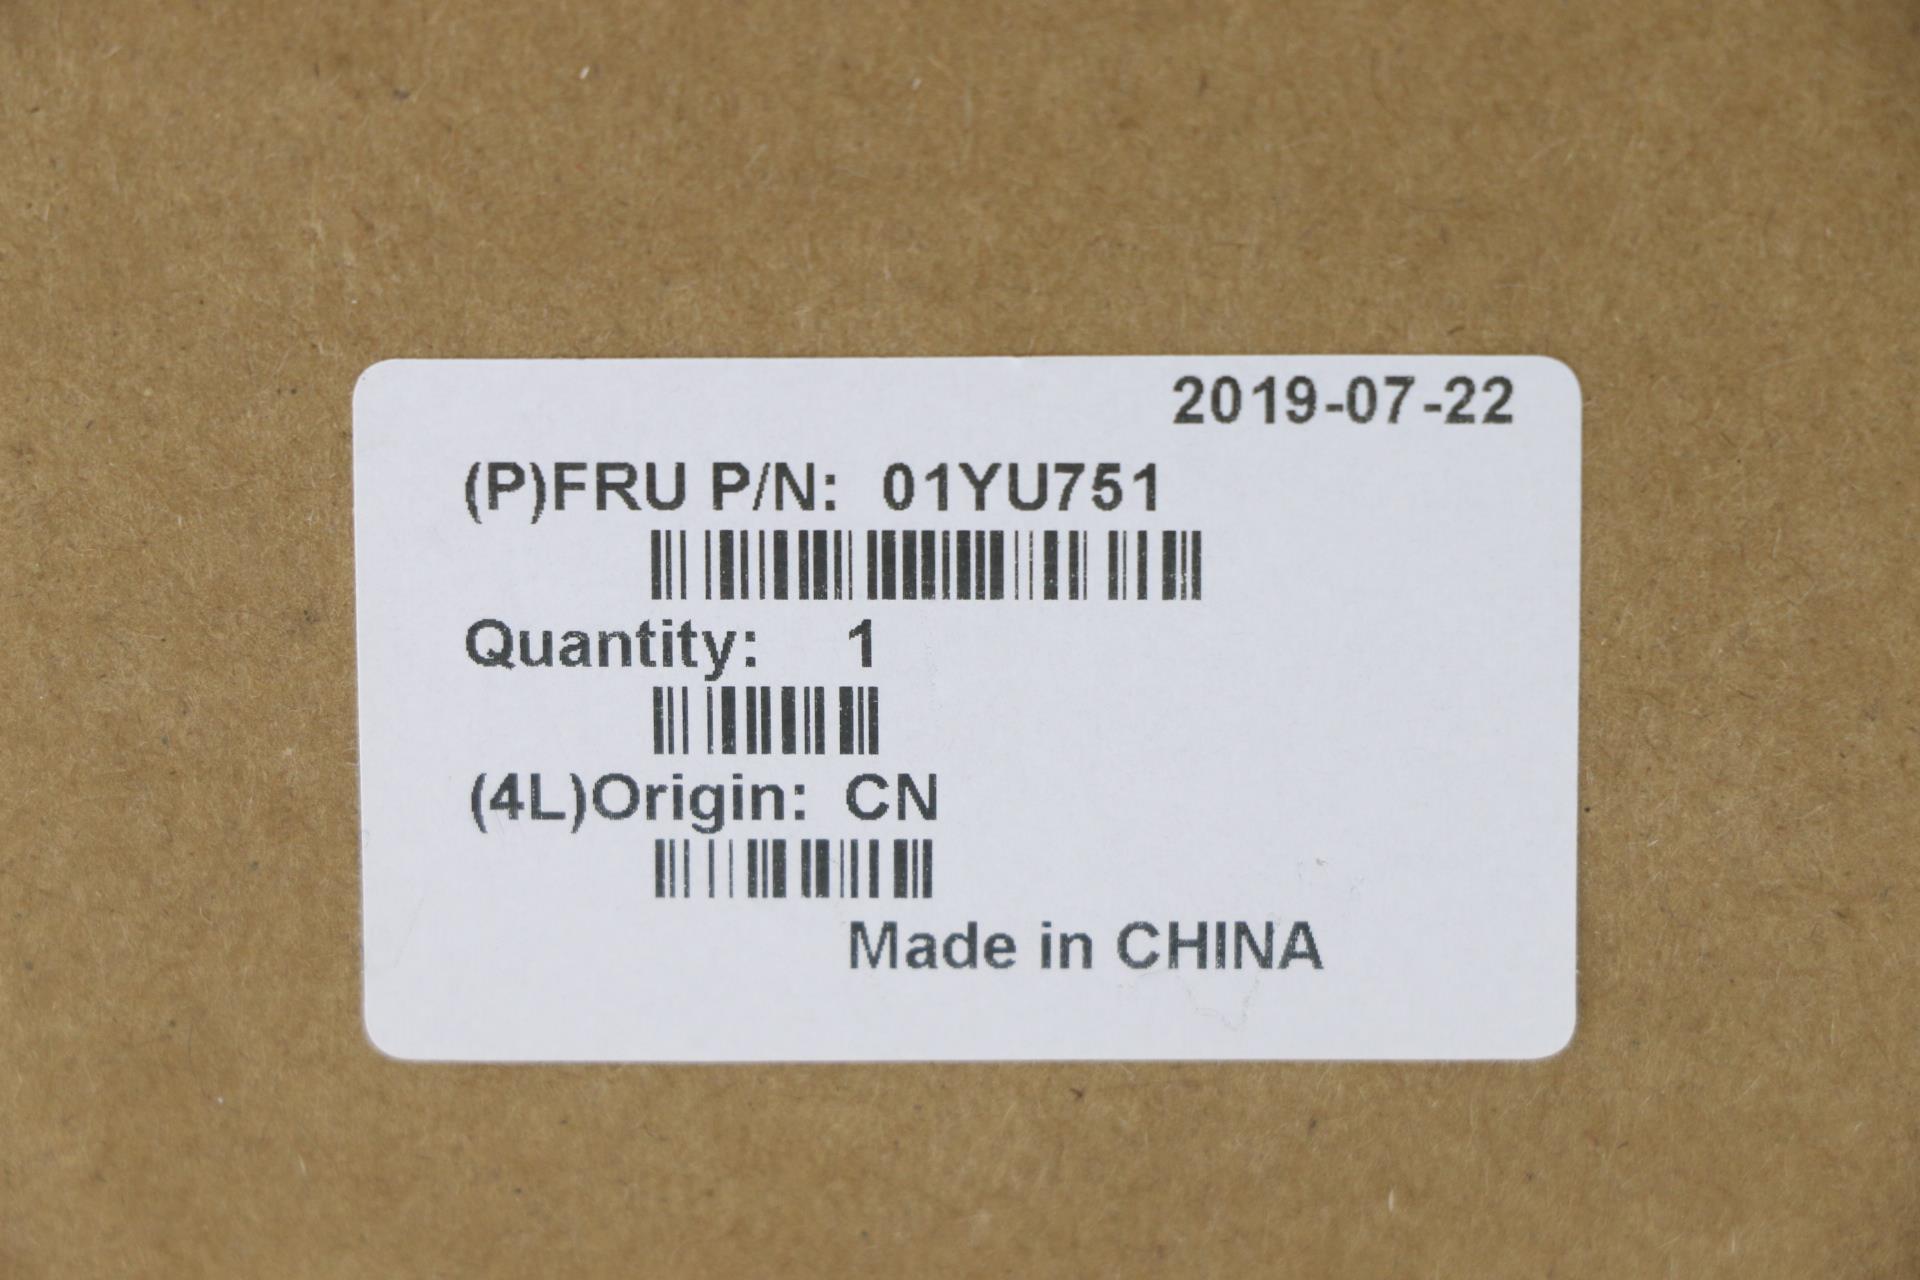 2019-07-22
(P)FRU P/N: 01YU751
Quantity: 1
(4L)Origin: CN
Made in CHINA